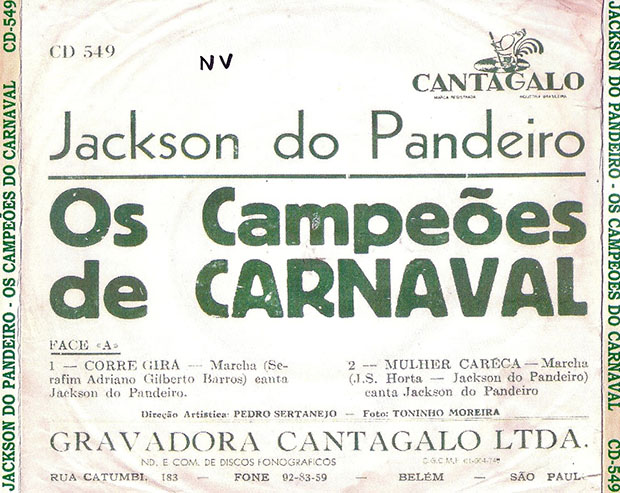 CD 549
NV
CANTAGALO
MARCA REGISTRADA INDÚSTRIA BRASILEIRA
Jackson do Pandeiro
Os Campeões
de CARNAVAL
FACE «A»
1 — CORRE GIRA — Marcha (Se-
rafim Adriano Gilberto Barros) canta
Jackson do Pandeiro.
2 — MULHER CARECA — Marcha
(J.S. Horta — Jackson do Pandeiro)
canta Jackson do Pandeiro
Direção Artística: PEDRO SERTANEJO — Foto: TONINHO MOREIRA
GRAVADORA CANTAGALO LTDA.
IND. E COM. DE DISCOS FONOGRÁFICOS
RUA CATUMBI, 183 — FONE 92-83-59 — BELÉM — SÃO PAUL
JACKSON DO PANDEIRO - OS CAMPEÕES DO CARNAVAL CD-549
JACKSON DO PANDEIRO - OS CAMPEÕES DO CARNAVAL CD-549